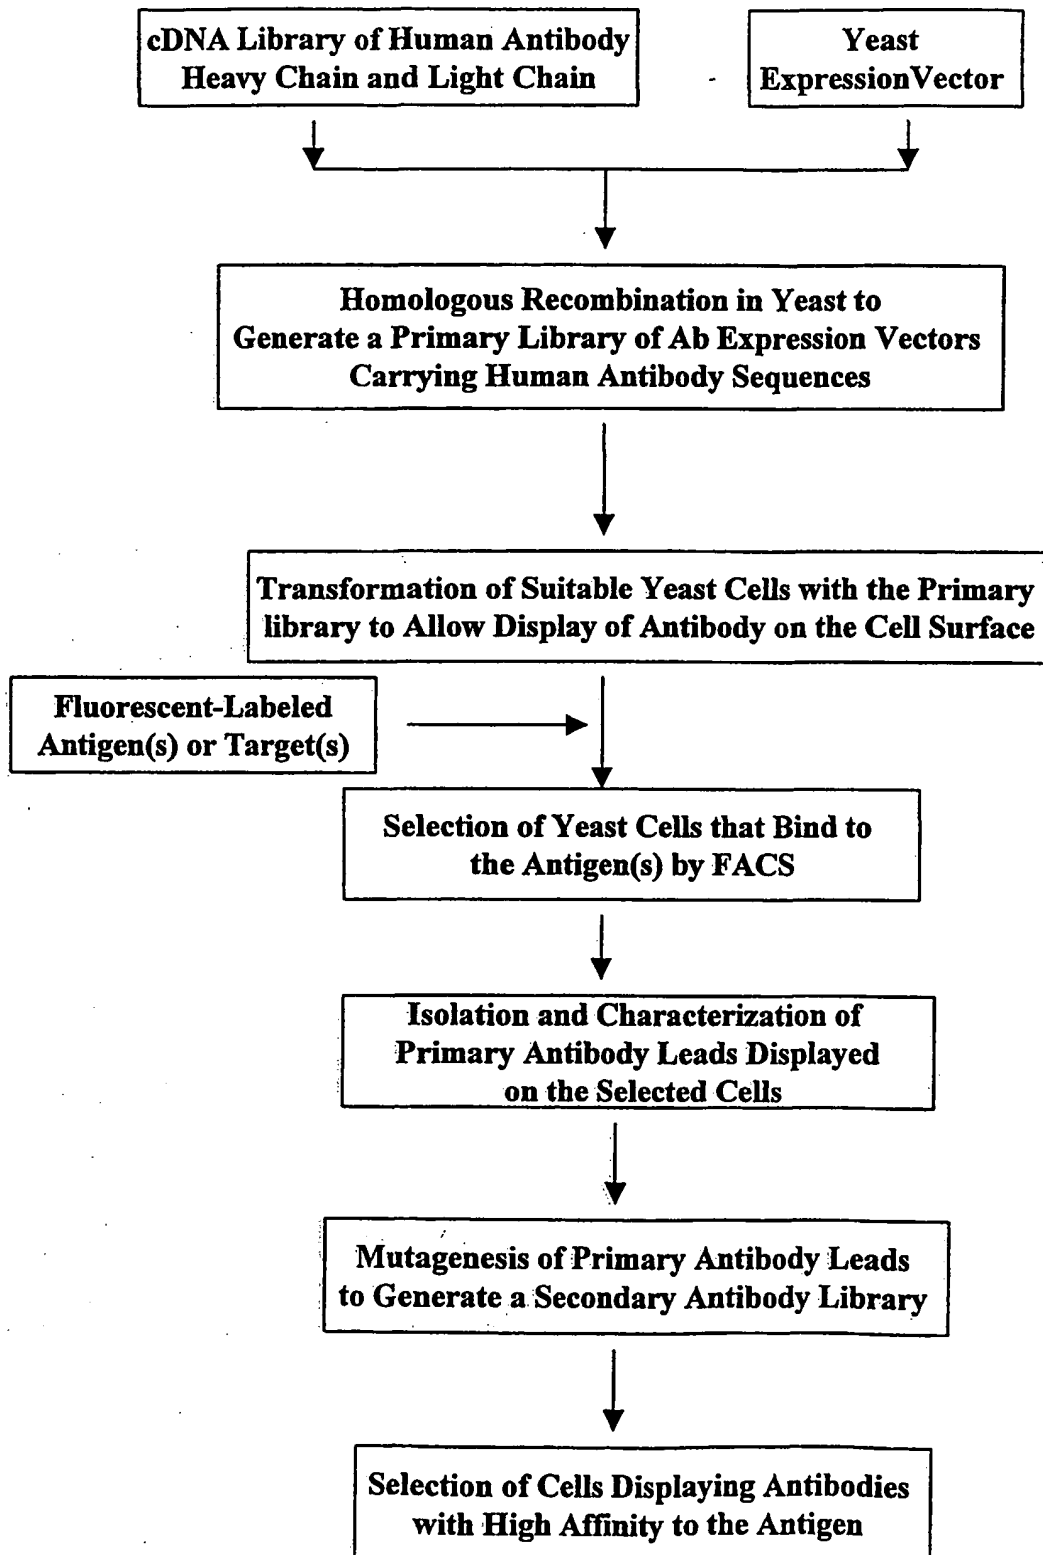 cDNA Library of Human Antibody
Heavy Chain and Light Chain
Yeast
ExpressionVector
Homologous Recombination in Yeast to
Generate a Primary Library of Ab Expression Vectors
Carrying Human Antibody Sequences
Transformation of Suitable Yeast Cells with the Primary
library to Allow Display of Antibody on the Cell Surface
Fluorescent-Labeled
Antigen(s) or Target(s)
Selection of Yeast Cells that Bind to
the Antigen(s) by FACS
Isolation and Characterization of
Primary Antibody Leads Displayed
on the Selected Cells
Mutagenesis of Primary Antibody Leads
to Generate a Secondary Antibody Library
Selection of Cells Displaying Antibodies
with High Affinity to the Antigen